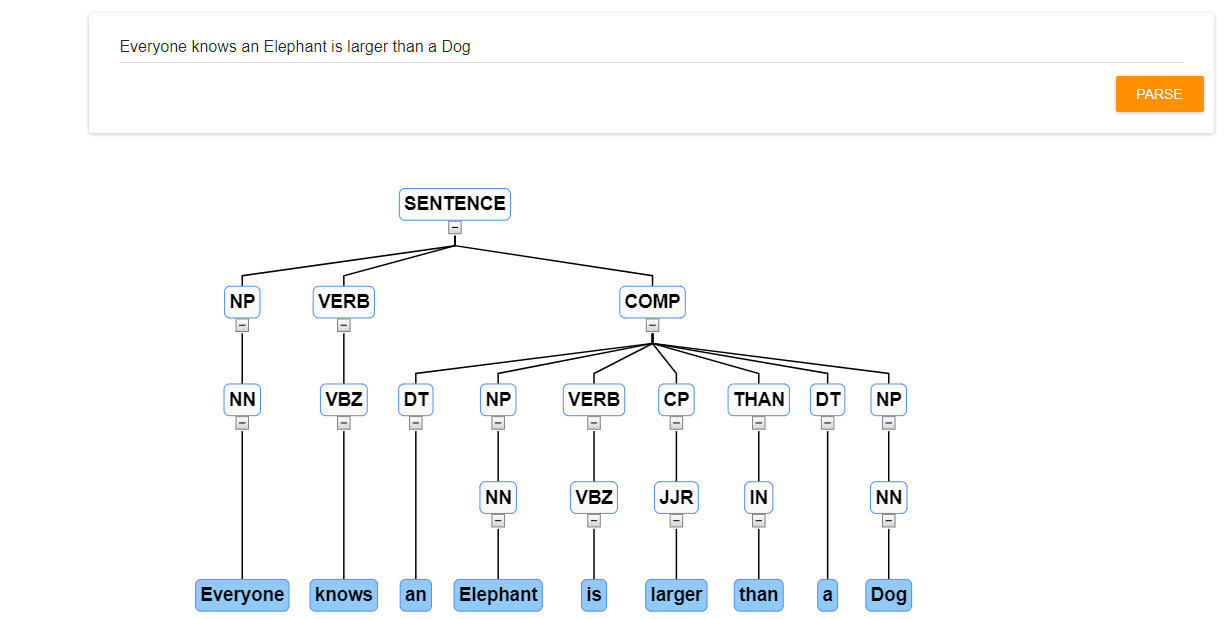 Everyone knows an Elephant is larger than a Dog
PARSE
SENTENCE
NP VERB COMP
NN VBZ DT NP VERB CP THAN DT NP
NN VBZ JJR IN NN
Everyone knows an Elephant is larger than a Dog